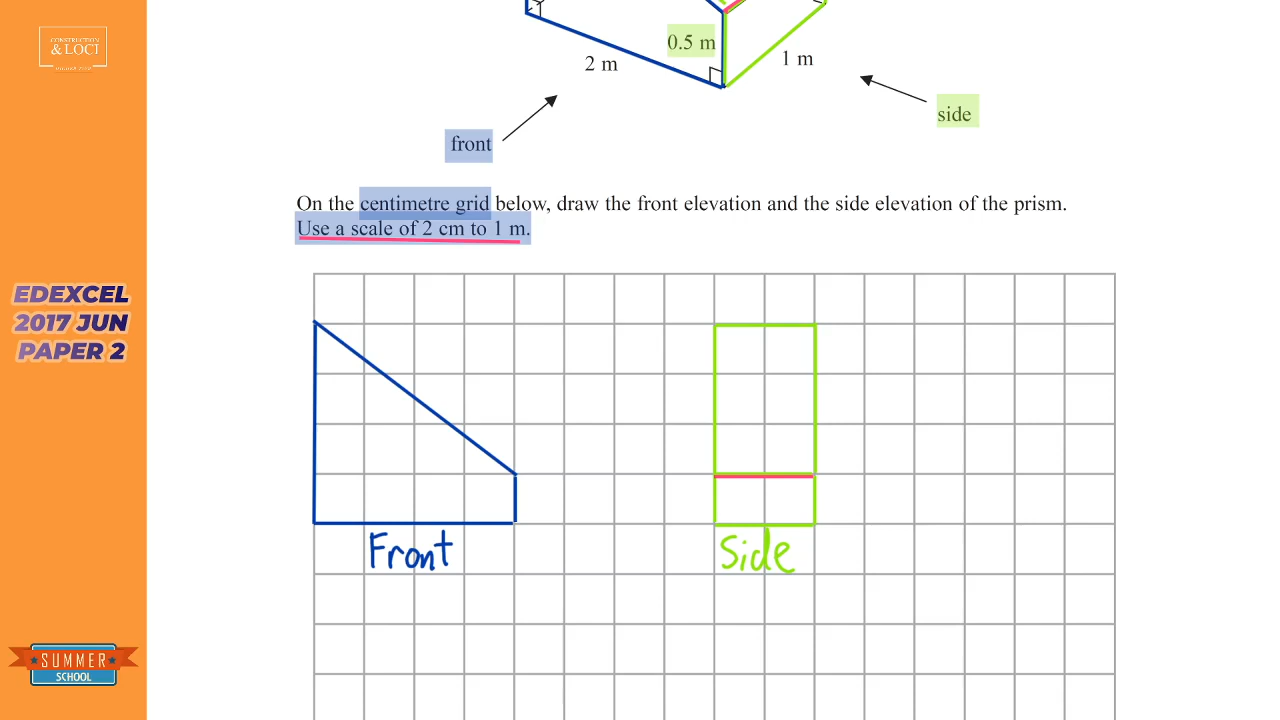 CONSTRUCTION
& LOCI
0.5 m
2 m
1 m
side
front
On the centimetre grid below, draw the front elevation and the side elevation of the prism.
Use a scale of 2 cm to 1 m.
EDEXCEL
2017 JUN
PAPER 2
Front
Side
SUMMER
SCHOOL